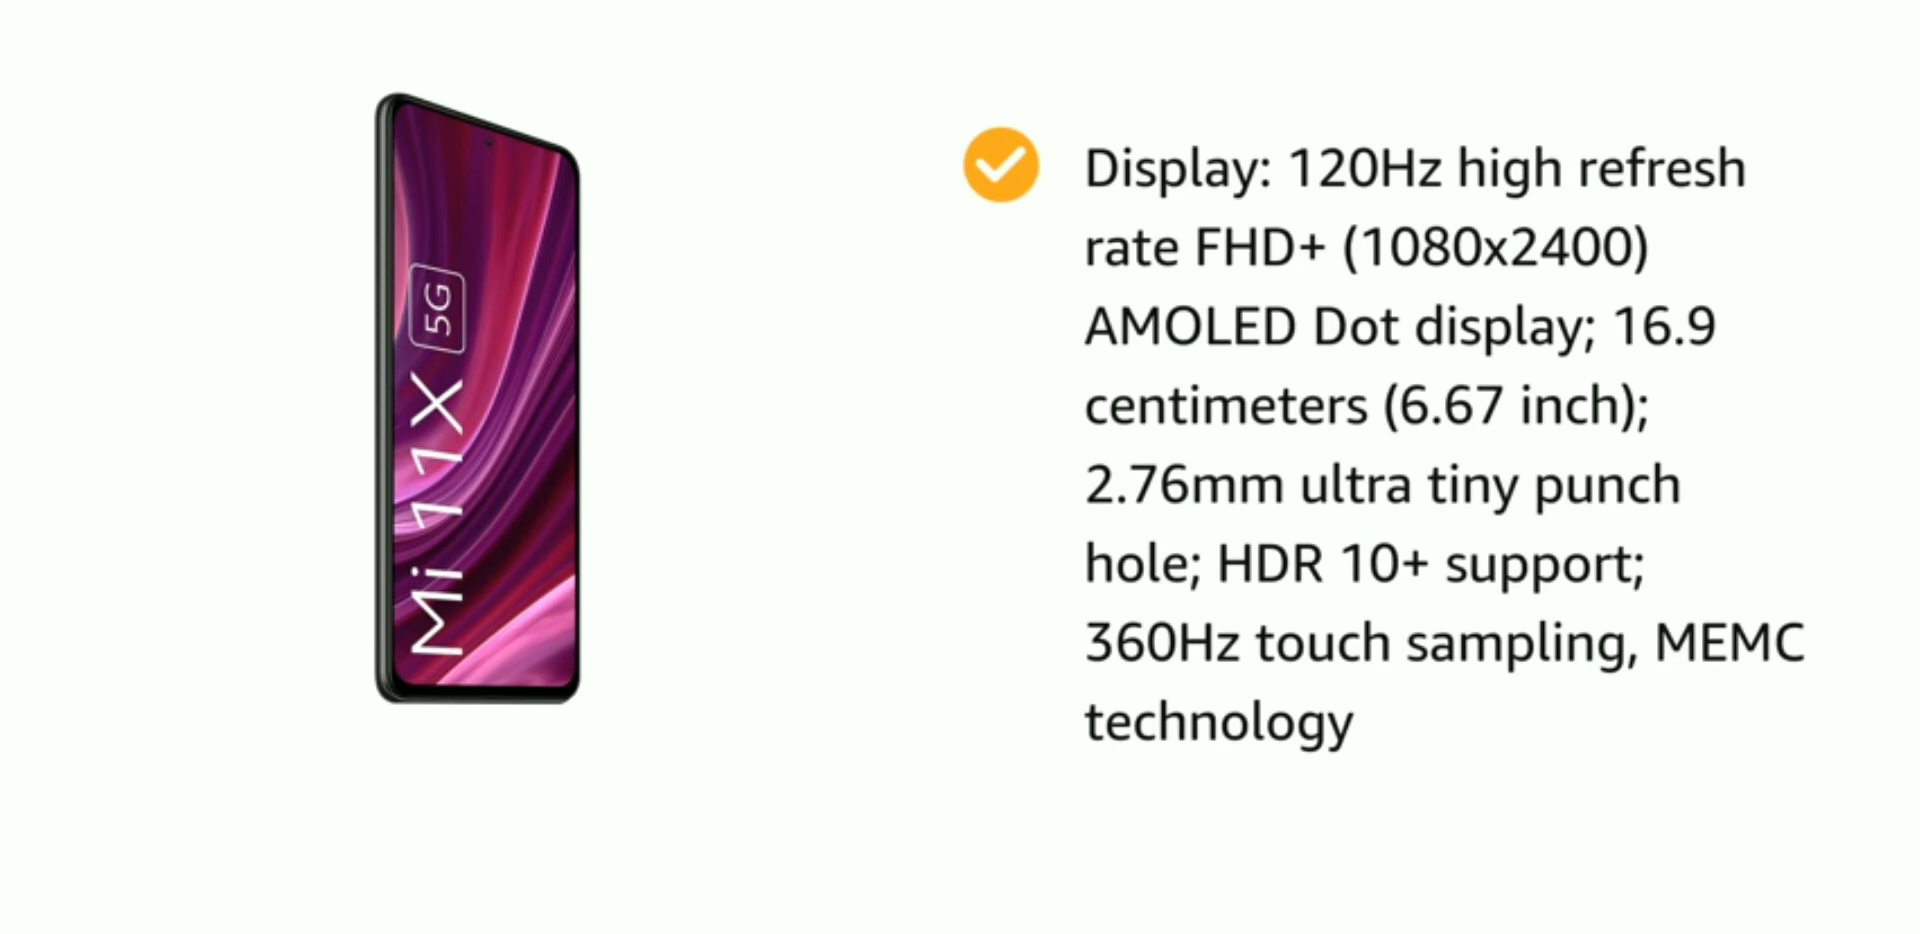 Mi 11X 5G
Display: 120Hz high refresh
rate FHD+ (1080x2400)
AMOLED Dot display; 16.9
centimeters (6.67 inch);
2.76mm ultra tiny punch
hole; HDR 10+ support;
360Hz touch sampling, MEMC
technology